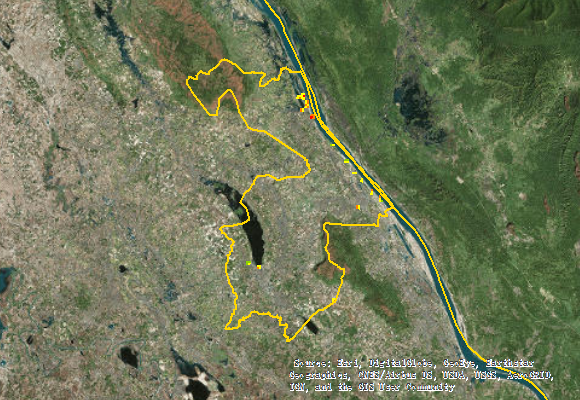 Source: Esri, DigitalGlobe, GeoEye, Earthstar
Geographics, CNES/Airbus DS, USDA, USGS, AeroGRID,
IGN, and the GIS User Community